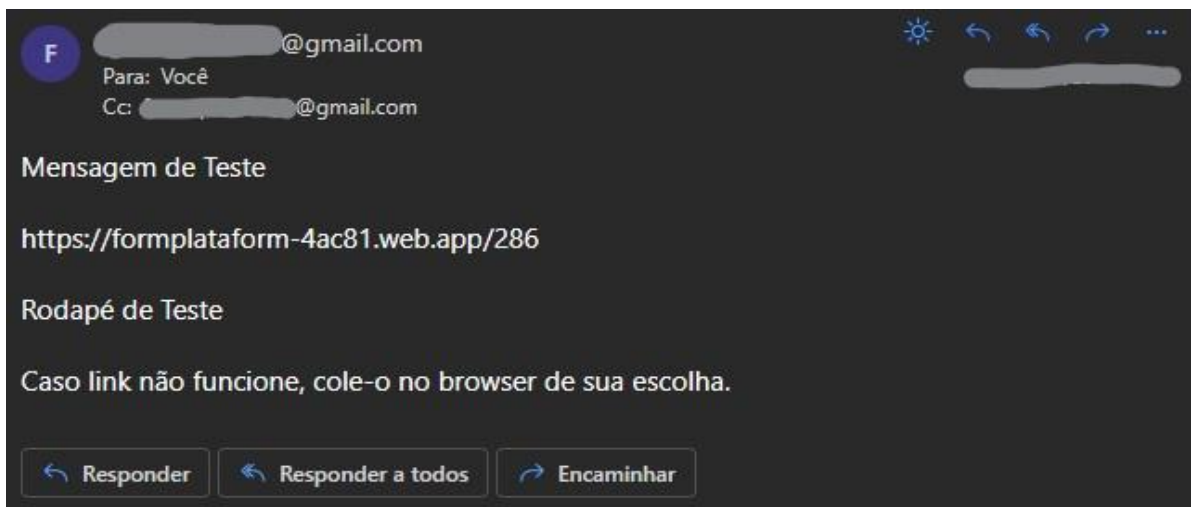 F
@gmail.com
Para: Você
Cc: @gmail.com
Mensagem de Teste
https://formplataform-4ac81.web.app/286
Rodapé de Teste
Caso link não funcione, cole-o no browser de sua escolha.
Responder
Responder a todos
Encaminhar